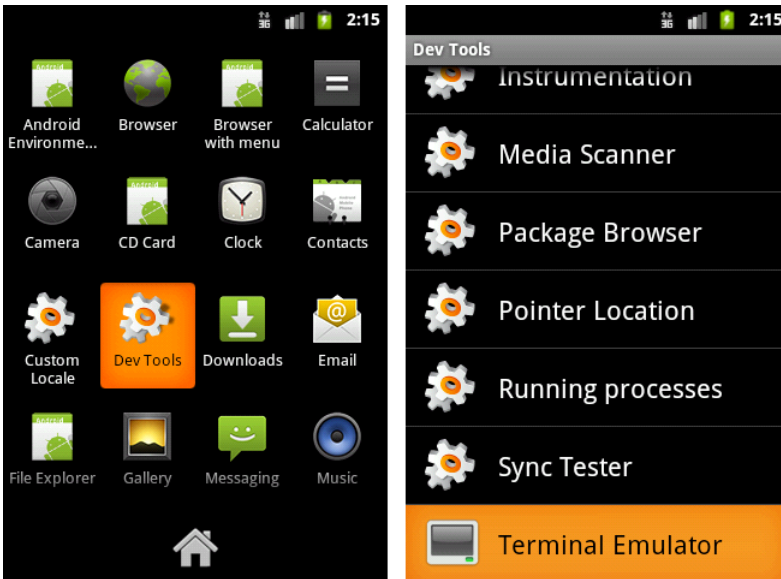 3G 2:15
Android Browser Browser Calculator
Environme... with menu
Camera CD Card Clock Contacts
Custom Dev Tools Downloads Email
Locale
File Explorer Gallery Messaging Music
3G 2:15
Dev Tools
Instrumentation
Media Scanner
Package Browser
Pointer Location
Running processes
Sync Tester
Terminal Emulator